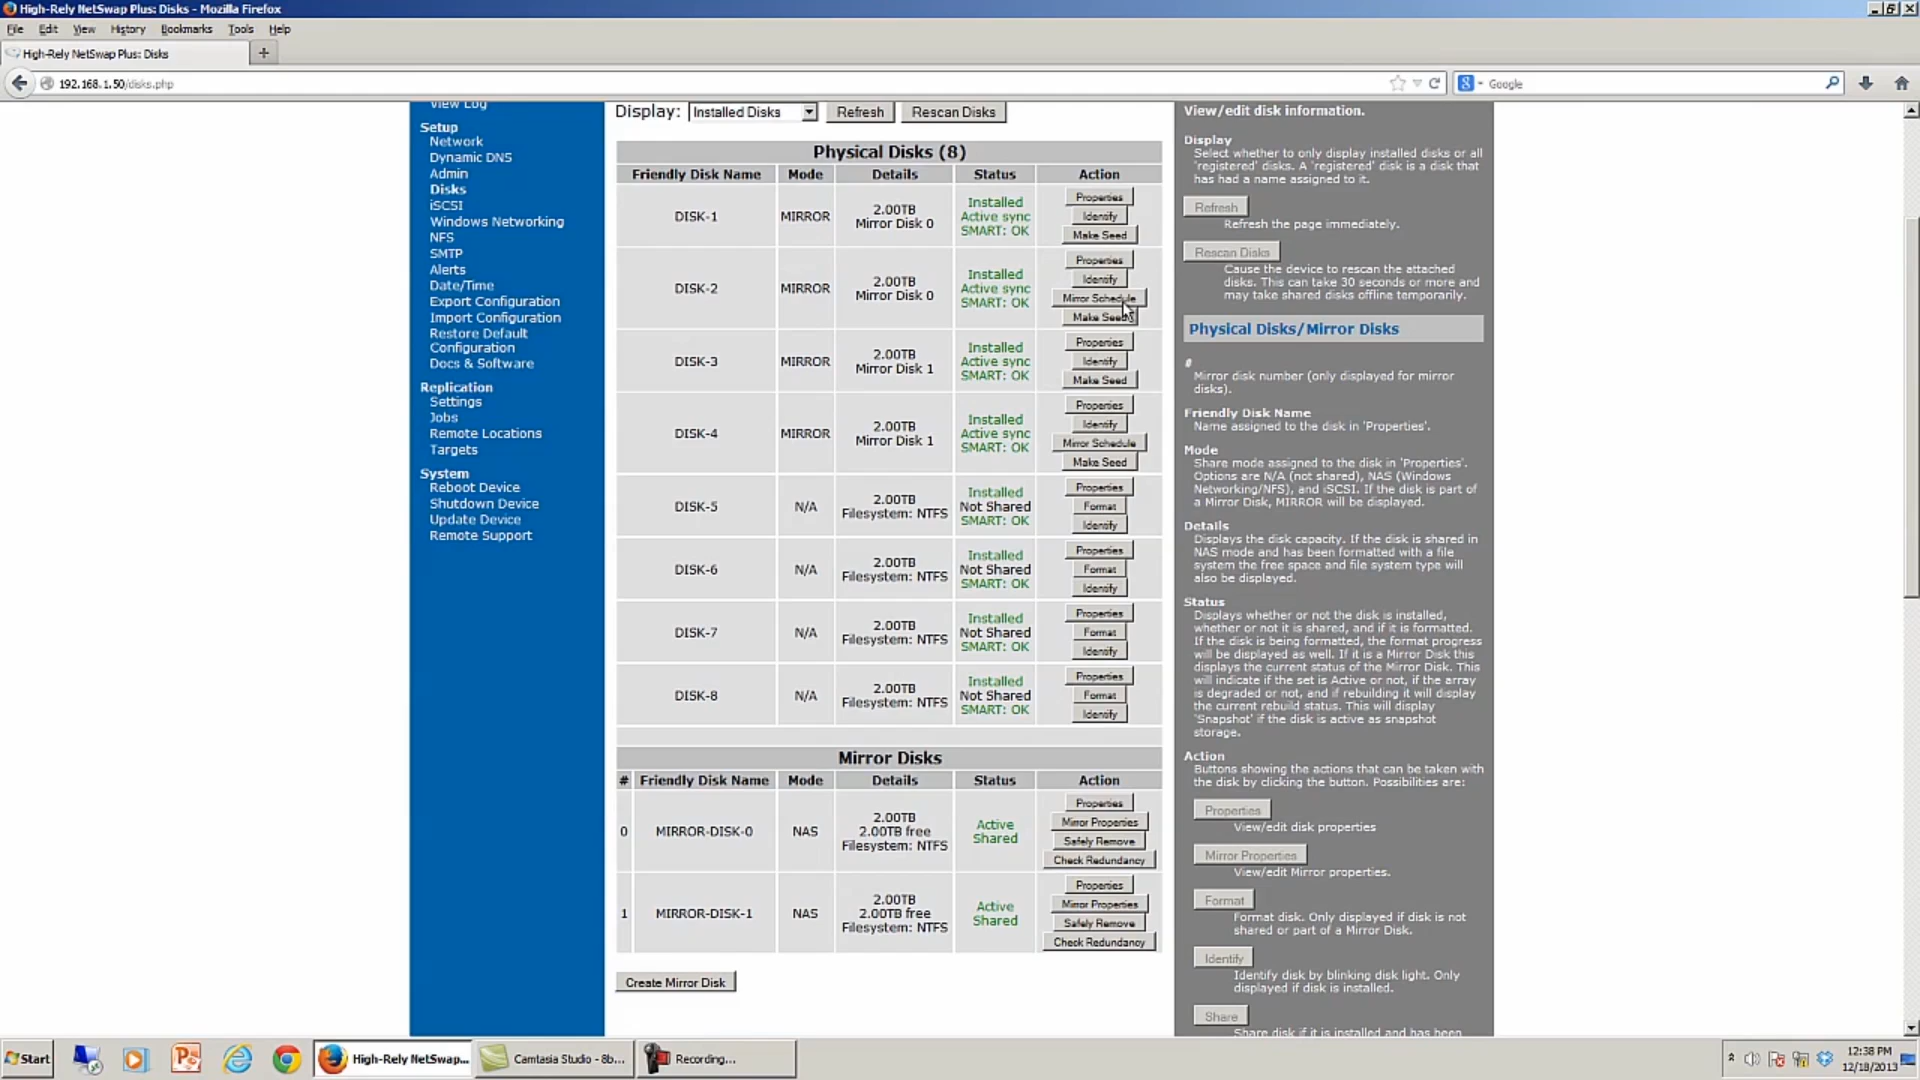 High-Rely NetSwap Plus: Disks - Mozilla Firefox
File Edit View History Bookmarks Tools Help
High-Rely NetSwap Plus: Disks
192.168.1.50/disks.php
Google
View Log
Setup
Network
Dynamic DNS
Admin
Disks
iSCSI
Windows Networking
NFS
SMTP
Alerts
Date/Time
Export Configuration
Import Configuration
Restore Default
Configuration
Docs & Software
Replication
Settings
Jobs
Remote Locations
Targets
System
Reboot Device
Shutdown Device
Update Device
Remote Support
Display: Installed Disks Refresh Rescan Disks
Physical Disks (8)
Friendly Disk Name Mode Details Status Action
DISK-1 MIRROR 2.00TB
Mirror Disk 0
Installed
Active sync
SMART: OK
Properties
Identify
Make Seed
DISK-2 MIRROR 2.00TB
Mirror Disk 0
Installed
Active sync
SMART: OK
Properties
Identify
Mirror Schedule
Make Seed
DISK-3 MIRROR 2.00TB
Mirror Disk 1
Installed
Active sync
SMART: OK
Properties
Identify
Make Seed
DISK-4 MIRROR 2.00TB
Mirror Disk 1
Installed
Active sync
SMART: OK
Properties
Identify
Mirror Schedule
Make Seed
DISK-5 N/A 2.00TB
Filesystem: NTFS
Installed
Not Shared
SMART: OK
Properties
Format
Identify
DISK-6 N/A 2.00TB
Filesystem: NTFS
Installed
Not Shared
SMART: OK
Properties
Format
Identify
DISK-7 N/A 2.00TB
Filesystem: NTFS
Installed
Not Shared
SMART: OK
Properties
Format
Identify
DISK-8 N/A 2.00TB
Filesystem: NTFS
Installed
Not Shared
SMART: OK
Properties
Format
Identify
Mirror Disks
# Friendly Disk Name Mode Details Status Action
0 MIRROR-DISK-0 NAS 2.00TB
2.00TB free
Filesystem: NTFS
Active
Shared
Properties
Mirror Properties
Safely Remove
Check Redundancy
1 MIRROR-DISK-1 NAS 2.00TB
2.00TB free
Filesystem: NTFS
Active
Shared
Properties
Mirror Properties
Safely Remove
Check Redundancy
Create Mirror Disk
View/edit disk information.
Display
Select whether to only display installed disks or all
'registered' disks. A 'registered' disk is a disk that
has had a name assigned to it.
Refresh
Refresh the page immediately.
Rescan Disks
Cause the device to rescan the attached
disks. This can take 30 seconds or more and
may take shared disks offline temporarily.
Physical Disks/Mirror Disks
#
Mirror disk number (only displayed for mirror
disks).
Friendly Disk Name
Name assigned to the disk in 'Properties'.
Mode
Share mode assigned to the disk in 'Properties'.
Options are N/A (not shared), NAS (Windows
Networking/NFS), and iSCSI. If the disk is part of
a Mirror Disk, MIRROR will be displayed.
Details
Displays the disk capacity. If the disk is shared in
NAS mode and has been formatted with a file
system the free space and file system type will
also be displayed.
Status
Displays whether or not the disk is installed,
whether or not it is shared, and if it is formatted.
If the disk is being formatted, the format progress
will be displayed as well. If it is a Mirror Disk this
displays the current status of the Mirror Disk. This
will indicate if the set is Active or not, if the array
is degraded or not, and if rebuilding it will display
the current rebuild status. This will display
'Snapshot' if the disk is active as snapshot
storage.
Action
Buttons showing the actions that can be taken with
the disk by clicking the button. Possibilities are:
Properties
View/edit disk properties
Mirror Properties
View/edit Mirror properties.
Format
Format disk. Only displayed if disk is not
shared or part of a Mirror Disk.
Identify
Identify disk by blinking disk light. Only
displayed if disk is installed.
Share
Share disk if it is installed and has been
Start
High-Rely NetSwap...
Camtasia Studio - 8b...
Recording...
12:38 PM
12/18/2013